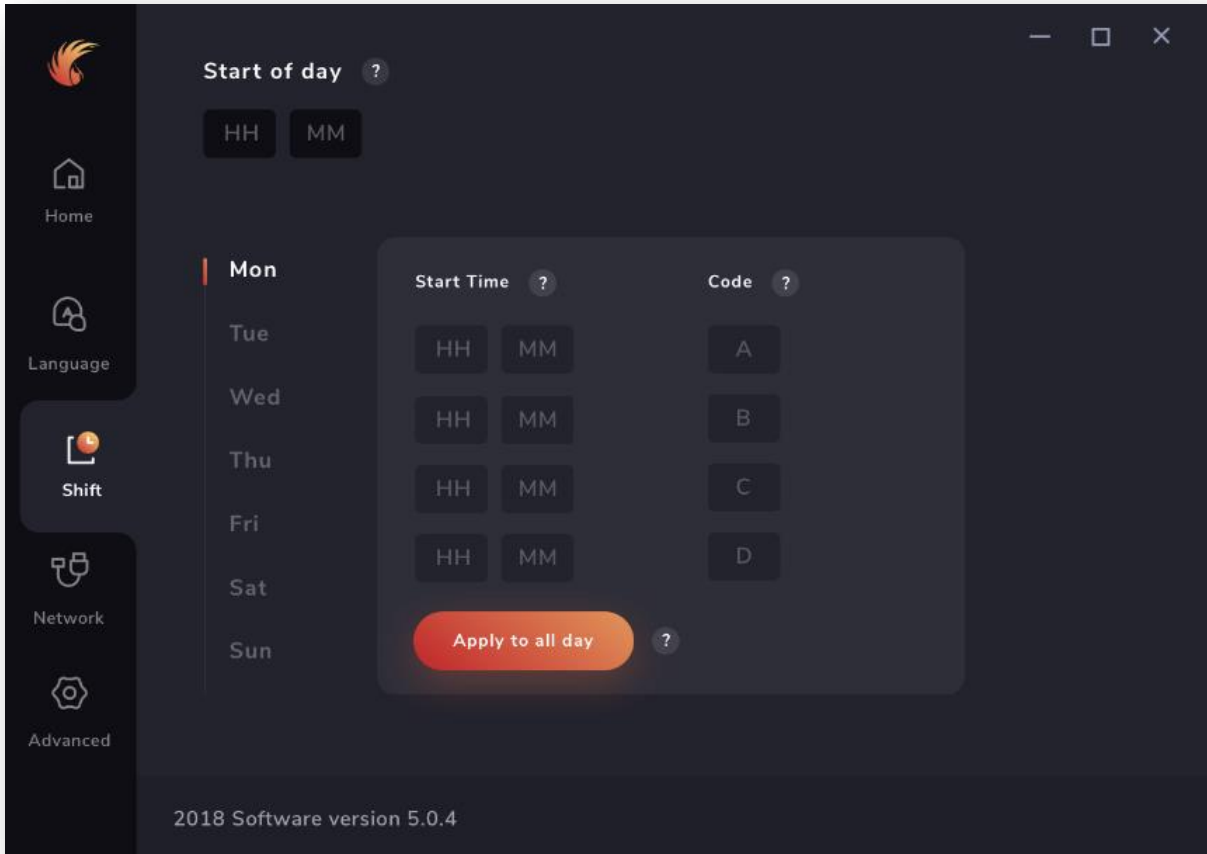 Start of day ?
HH MM
Home
Language
Shift
Network
Advanced
Mon
Tue
Wed
Thu
Fri
Sat
Sun
Start Time ? Code ?
HH MM A
HH MM B
HH MM C
HH MM D
Apply to all day ?
2018 Software version 5.0.4